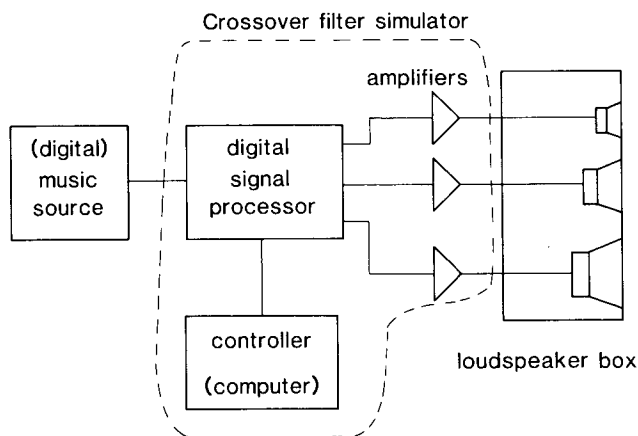 Crossover filter simulator
amplifiers
(digital)
music
source
digital
signal
processor
controller
(computer)
loudspeaker box